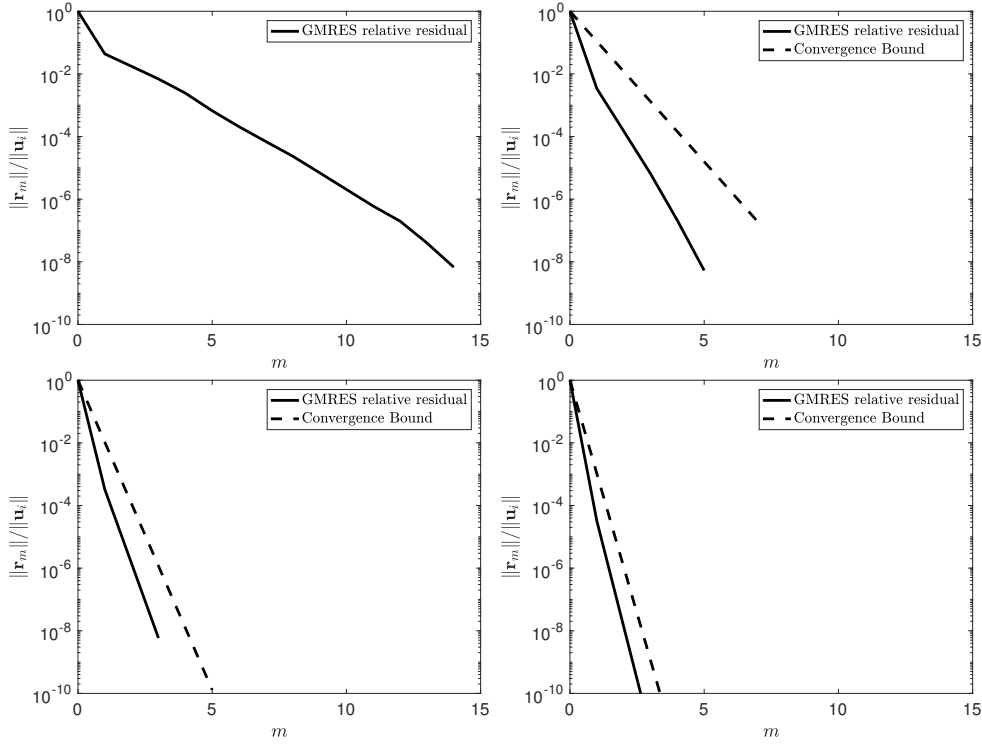 GMRES relative residual
10^0
10^-2
10^-4
10^-6
10^-8
10^-10
||r_m||/||u_i||
0 5 10 15
m
GMRES relative residual
Convergence Bound
10^0
10^-2
10^-4
10^-6
10^-8
10^-10
||r_m||/||u_i||
0 5 10 15
m
GMRES relative residual
Convergence Bound
10^0
10^-2
10^-4
10^-6
10^-8
10^-10
||r_m||/||u_i||
0 5 10 15
m
GMRES relative residual
Convergence Bound
10^0
10^-2
10^-4
10^-6
10^-8
10^-10
||r_m||/||u_i||
0 5 10 15
m